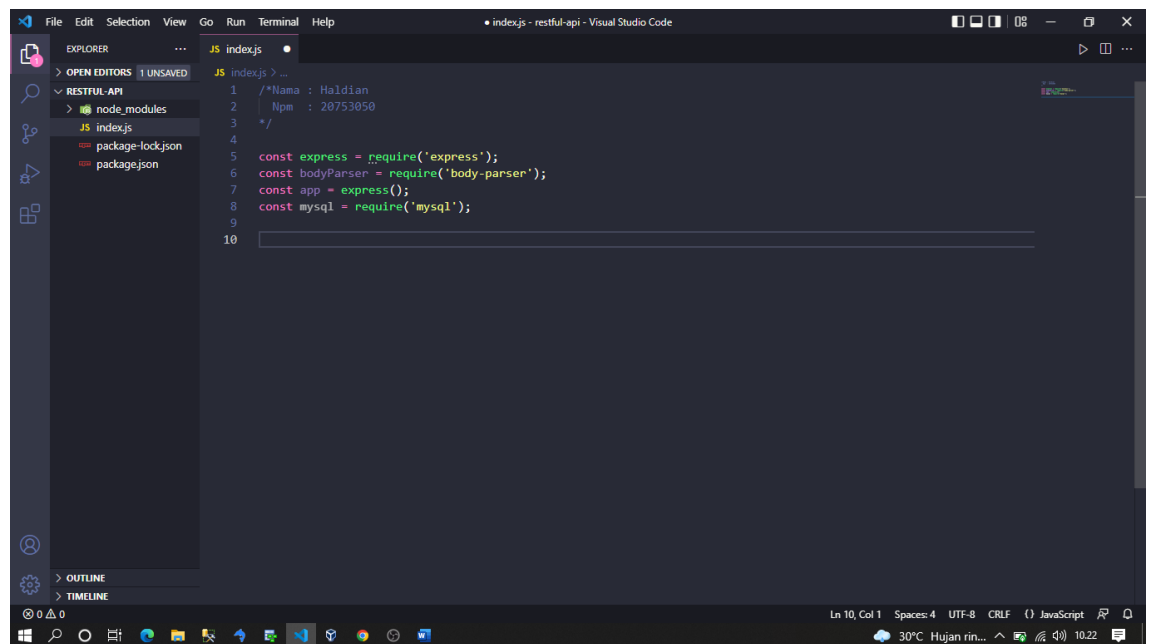 File Edit Selection View Go Run Terminal Help
● index.js - restful-api - Visual Studio Code
EXPLORER ...
JS index.js ●
> OPEN EDITORS 1 UNSAVED
JS index.js > ...
RESTFUL-API
> node_modules
JS index.js
package-lock.json
package.json
1 /*Nama : Haldian
2 Npm : 20753050
3 */
4
5 const express = require('express');
6 const bodyParser = require('body-parser');
7 const app = express();
8 const mysql = require('mysql');
9
10
> OUTLINE
> TIMELINE
0 0
Ln 10, Col 1 Spaces: 4 UTF-8 CRLF {} JavaScript
30°C Hujan rin... 10.22